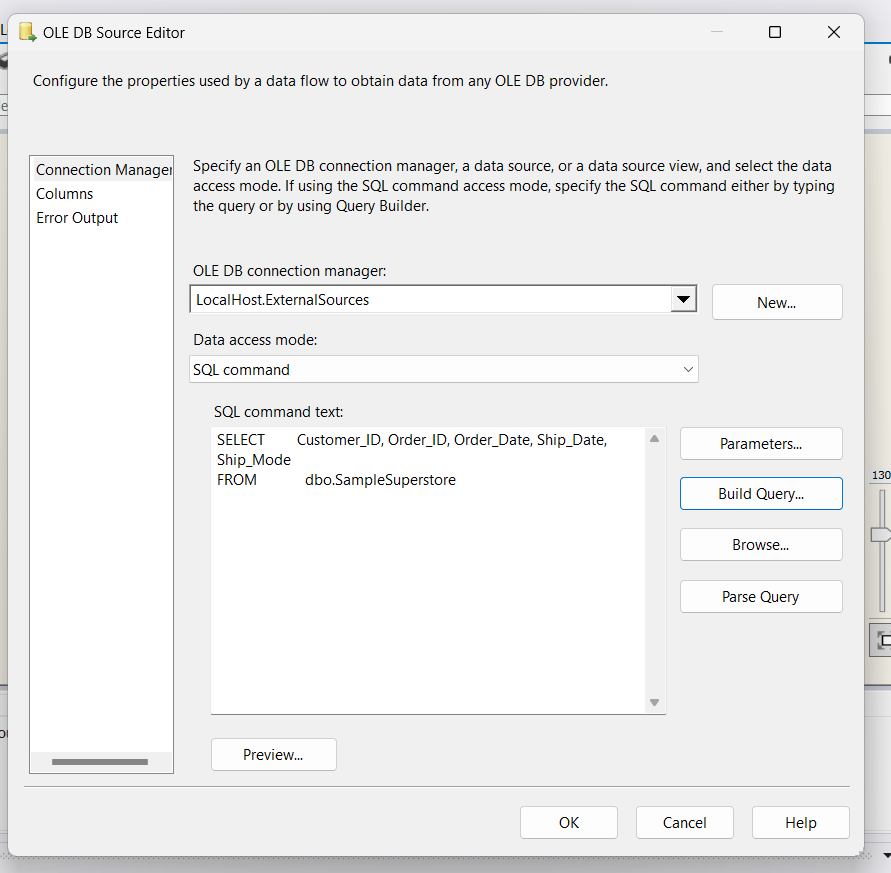 OLE DB Source Editor
Configure the properties used by a data flow to obtain data from any OLE DB provider.
Connection Manager
Columns
Error Output
Specify an OLE DB connection manager, a data source, or a data source view, and select the data
access mode. If using the SQL command access mode, specify the SQL command either by typing
the query or by using Query Builder.
OLE DB connection manager:
LocalHost.ExternalSources
New...
Data access mode:
SQL command
SQL command text:
SELECT Customer_ID, Order_ID, Order_Date, Ship_Date,
Ship_Mode
FROM dbo.SampleSuperstore
Parameters...
Build Query...
Browse...
Parse Query
Preview...
OK
Cancel
Help
130